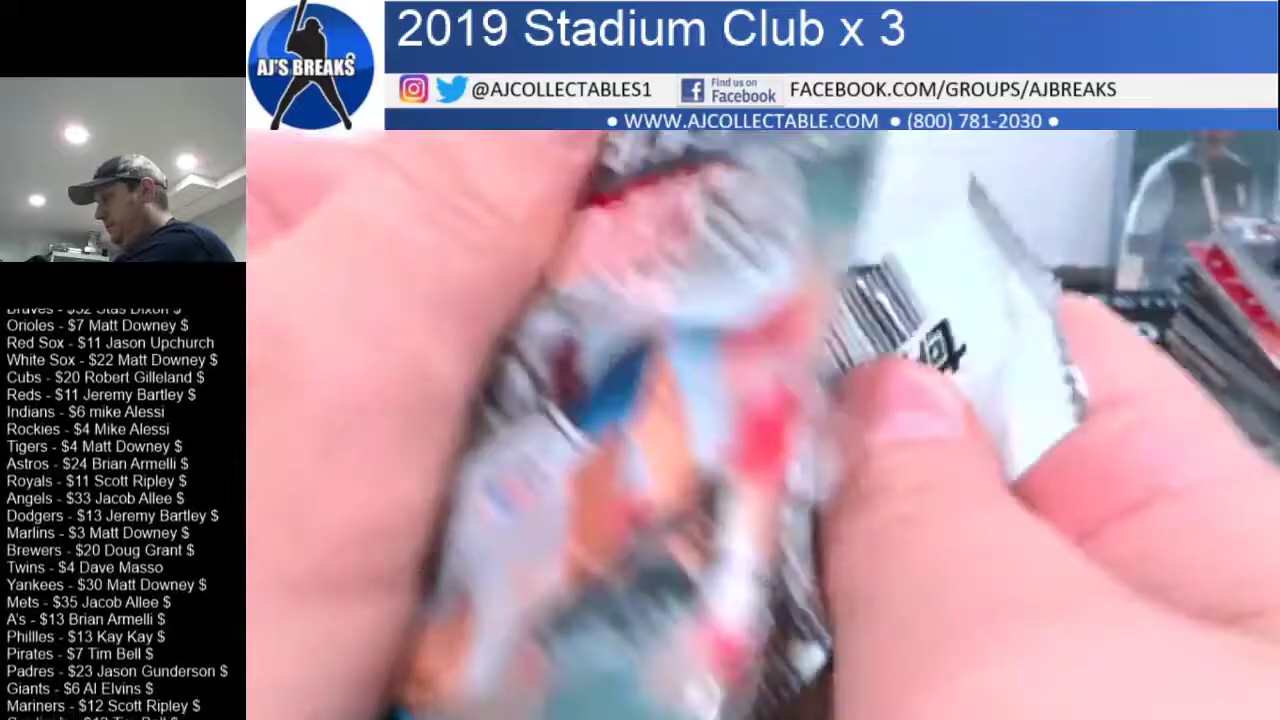 2019 Stadium Club x 3
AJ'S BREAKS
@AJCOLLECTABLES1
Find us on
Facebook
FACEBOOK.COM/GROUPS/AJBREAKS
• WWW.AJCOLLECTABLE.COM • (800) 781-2030 •
Braves - $32 Stas Dixon $
Orioles - $7 Matt Downey $
Red Sox - $11 Jason Upchurch
White Sox - $22 Matt Downey $
Cubs - $20 Robert Gilleland $
Reds - $11 Jeremy Bartley $
Indians - $6 mike Alessi
Rockies - $4 Mike Alessi
Tigers - $4 Matt Downey $
Astros - $24 Brian Armelli $
Royals - $11 Scott Ripley $
Angels - $33 Jacob Allee $
Dodgers - $13 Jeremy Bartley $
Marlins - $3 Matt Downey $
Brewers - $20 Doug Grant $
Twins - $4 Dave Masso
Yankees - $30 Matt Downey $
Mets - $35 Jacob Allee $
A's - $13 Brian Armelli $
Phillles - $13 Kay Kay $
Pirates - $7 Tim Bell $
Padres - $23 Jason Gunderson $
Giants - $6 Al Elvins $
Mariners - $12 Scott Ripley $